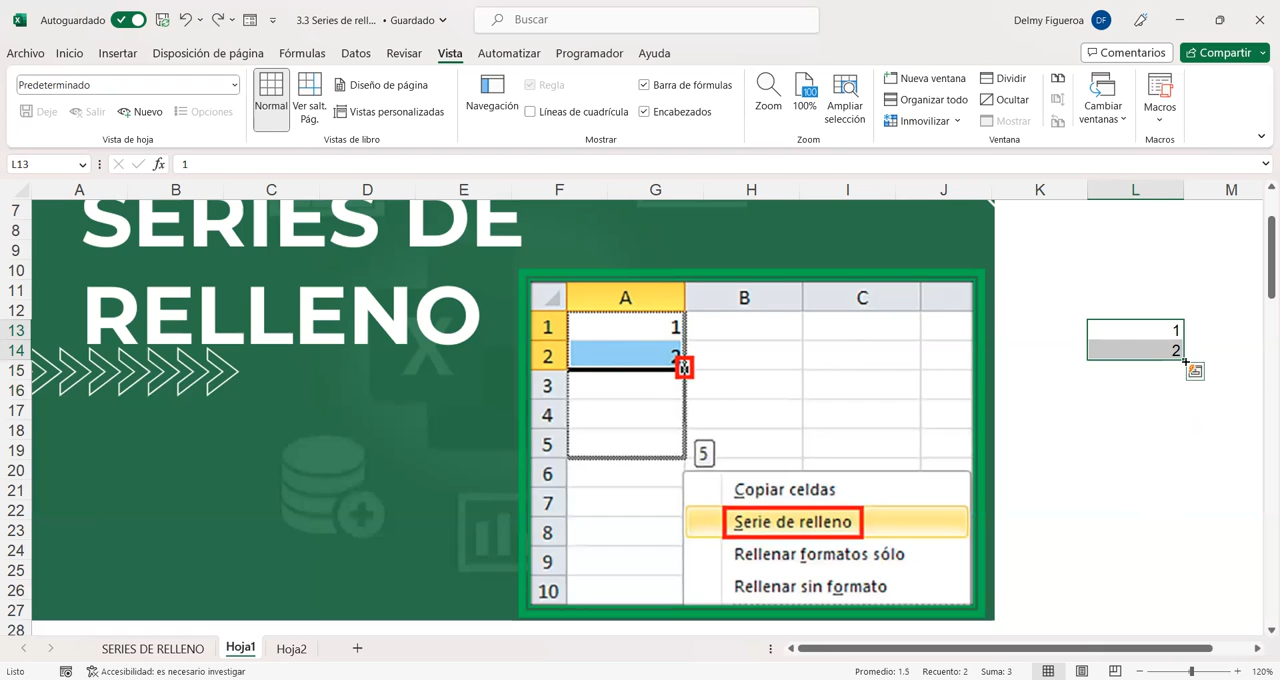 Autoguardado
3.3 Series de rell... • Guardado
Buscar
Delmy Figueroa
DF
Archivo Inicio Insertar Disposición de página Fórmulas Datos Revisar Vista Automatizar Programador Ayuda
Comentarios
Compartir
Predeterminado
Deje Salir Nuevo Opciones
Vista de hoja
Normal
Ver salt. Pág.
Diseño de página
Vistas personalizadas
Vistas de libro
Navegación
Regla
Líneas de cuadrícula
Barra de fórmulas
Encabezados
Mostrar
Zoom
100
100%
Ampliar selección
Zoom
Nueva ventana
Organizar todo
Inmovilizar
Dividir
Ocultar
Mostrar
Cambiar ventanas
Ventana
Macros
Macros
L13
fx
1
A B C D E F G H I J K L M
7
8
9
10
11
12
13
14
15
16
17
18
19
20
21
22
23
24
25
26
27
28
SERIES DE
RELLENO
X
A B C
1 1
2 2
3
4
5
6
7
8
9
10
5
Copiar celdas
Serie de relleno
Rellenar formatos sólo
Rellenar sin formato
1
2
SERIES DE RELLENO Hoja1 Hoja2
Listo
Accesibilidad: es necesario investigar
Promedio: 1.5 Recuento: 2 Suma: 3
120%